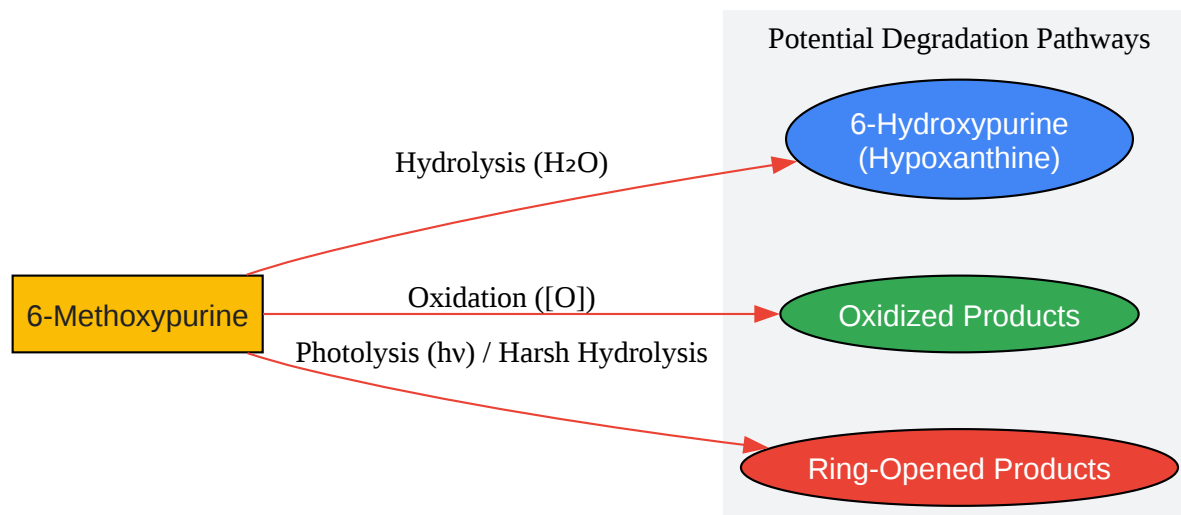 Potential Degradation Pathways
6-Hydroxypurine
(Hypoxanthine)
Hydrolysis (H₂O)
6-Methoxypurine
Oxidation ([O])
Oxidized Products
Photolysis (hν) / Harsh Hydrolysis
Ring-Opened Products